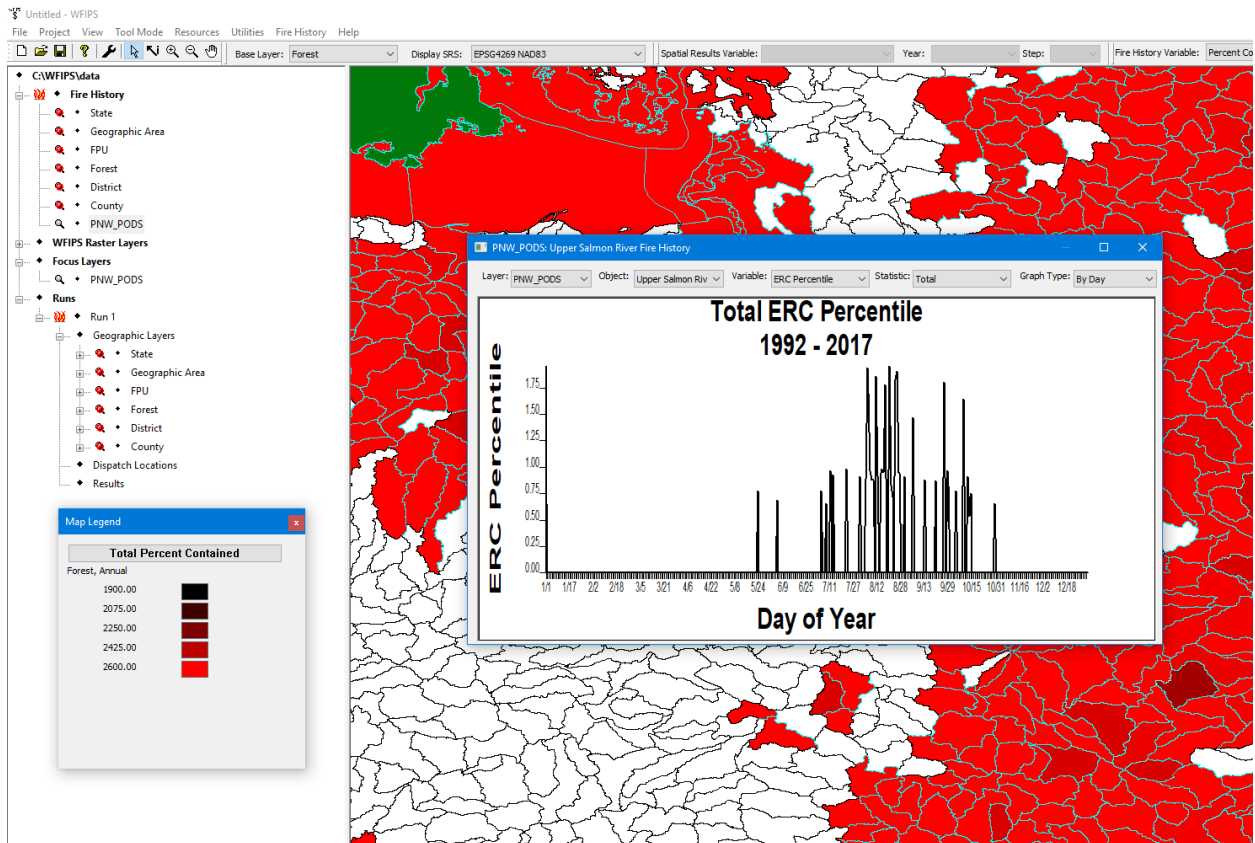 Untitled - WFIPS
File Project View Tool Mode Resources Utilities Fire History Help
Base Layer: Forest Display SRS: EPSG4269 NAD83 Spatial Results Variable: Year: Step: Fire History Variable: Percent Co
C:\WFIPS\data
Fire History
State
Geographic Area
FPU
Forest
District
County
PNW_PODS
WFIPS Raster Layers
Focus Layers
PNW_PODS
Runs
Run 1
Geographic Layers
State
Geographic Area
FPU
Forest
District
County
Dispatch Locations
Results
Map Legend
x
Total Percent Contained
Forest, Annual
1900.00
2075.00
2250.00
2425.00
2600.00
PNW_PODS: Upper Salmon River Fire History
Layer: PNW_PODS Object: Upper Salmon Riv Variable: ERC Percentile Statistic: Total Graph Type: By Day
Total ERC Percentile
1992 - 2017
ERC Percentile
1.75
1.50
1.25
1.00
0.75
0.50
0.25
0.00
1/1 1/17 2/2 2/18 3/5 3/21 4/6 4/22 5/8 5/24 6/9 6/25 7/11 7/27 8/12 8/28 9/13 9/29 10/15 10/31 11/16 12/2 12/18
Day of Year